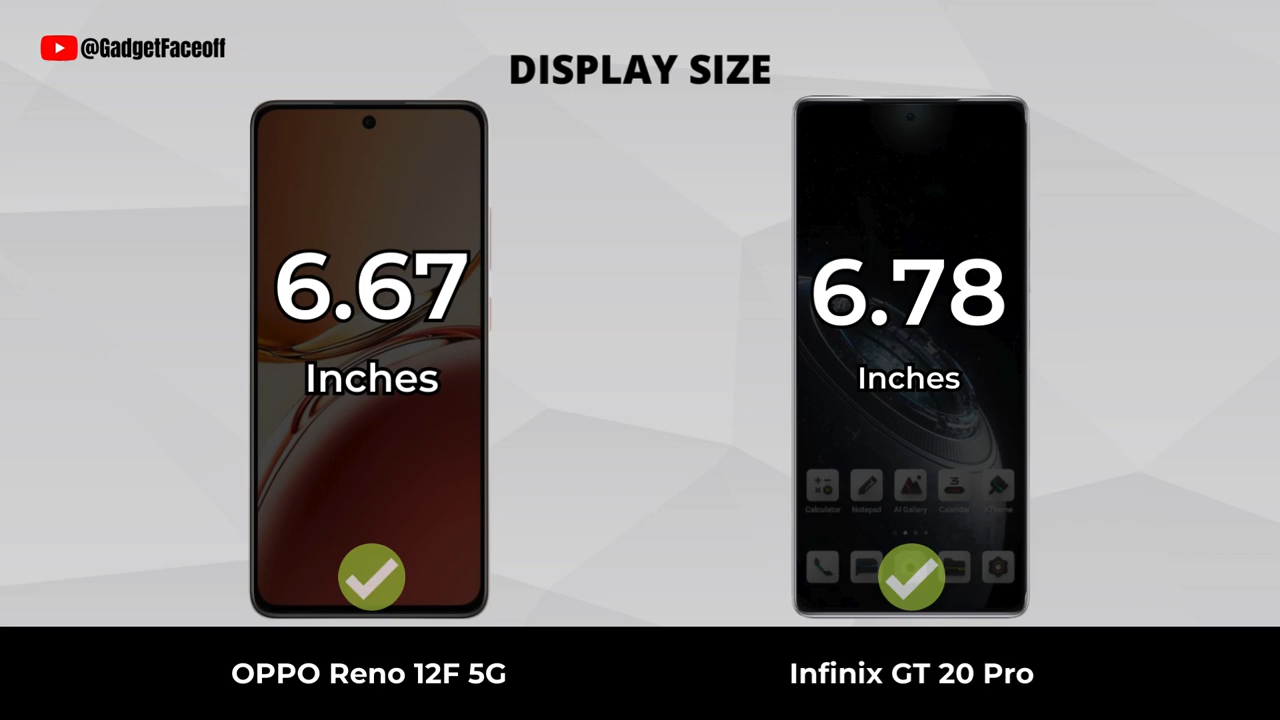 @GadgetFaceoff
DISPLAY SIZE
6.67
Inches
6.78
Inches
Calculator Notepad AI Gallery Calendar XTheme
OPPO Reno 12F 5G
Infinix GT 20 Pro